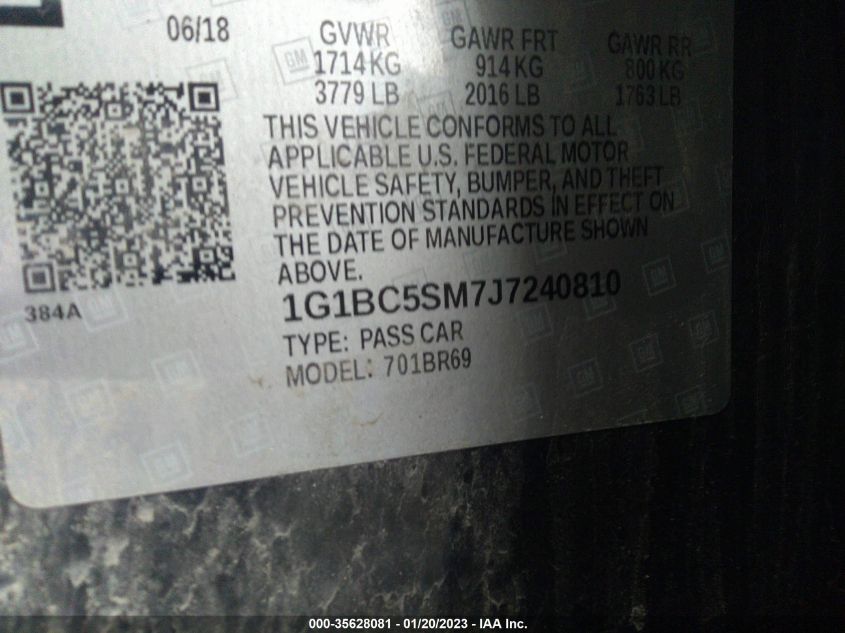 06/18 GVWR GAWR FRT GAWR RR
1714 KG 914 KG 800 KG
3779 LB 2016 LB 1763 LB
THIS VEHICLE CONFORMS TO ALL
APPLICABLE U.S. FEDERAL MOTOR
VEHICLE SAFETY, BUMPER, AND THEFT
PREVENTION STANDARDS IN EFFECT ON
THE DATE OF MANUFACTURE SHOWN
ABOVE.
384A
1G1BC5SM7J7240810
TYPE: PASS CAR
MODEL: 701BR69
000-35628081 - 01/20/2023 - IAA Inc.